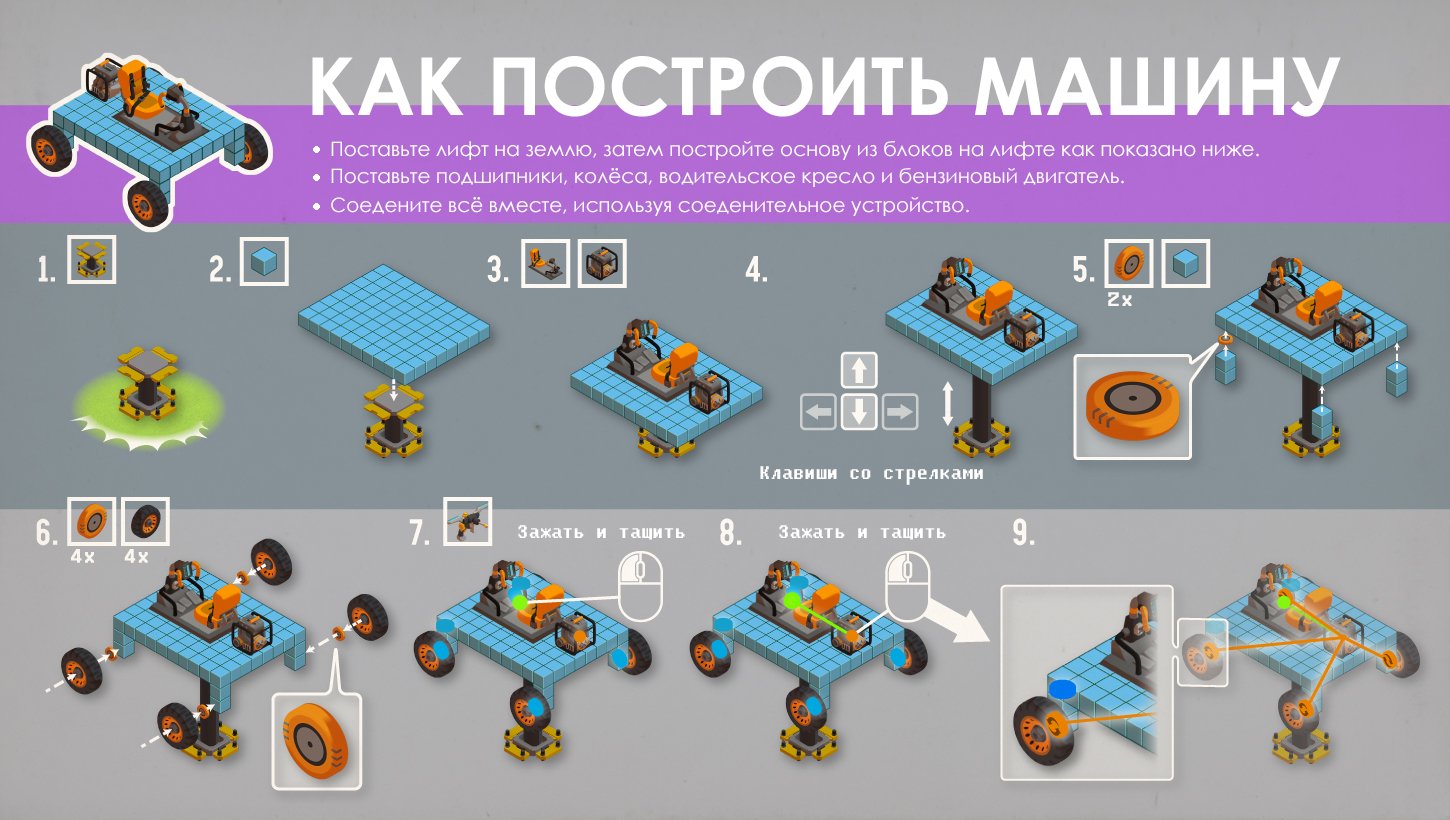 КАК ПОСТРОИТЬ МАШИНУ
• Поставьте лифт на землю, затем постройте основу из блоков на лифте как показано ниже.
• Поставьте подшипники, колёса, водительское кресло и бензиновый двигатель.
• Соедените всё вместе, используя соеденительное устройство.
1.
2.
3.
4.
5.
2x
Клавиши со стрелками
6.
4x 4x
7.
Зажать и тащить
8.
Зажать и тащить
9.